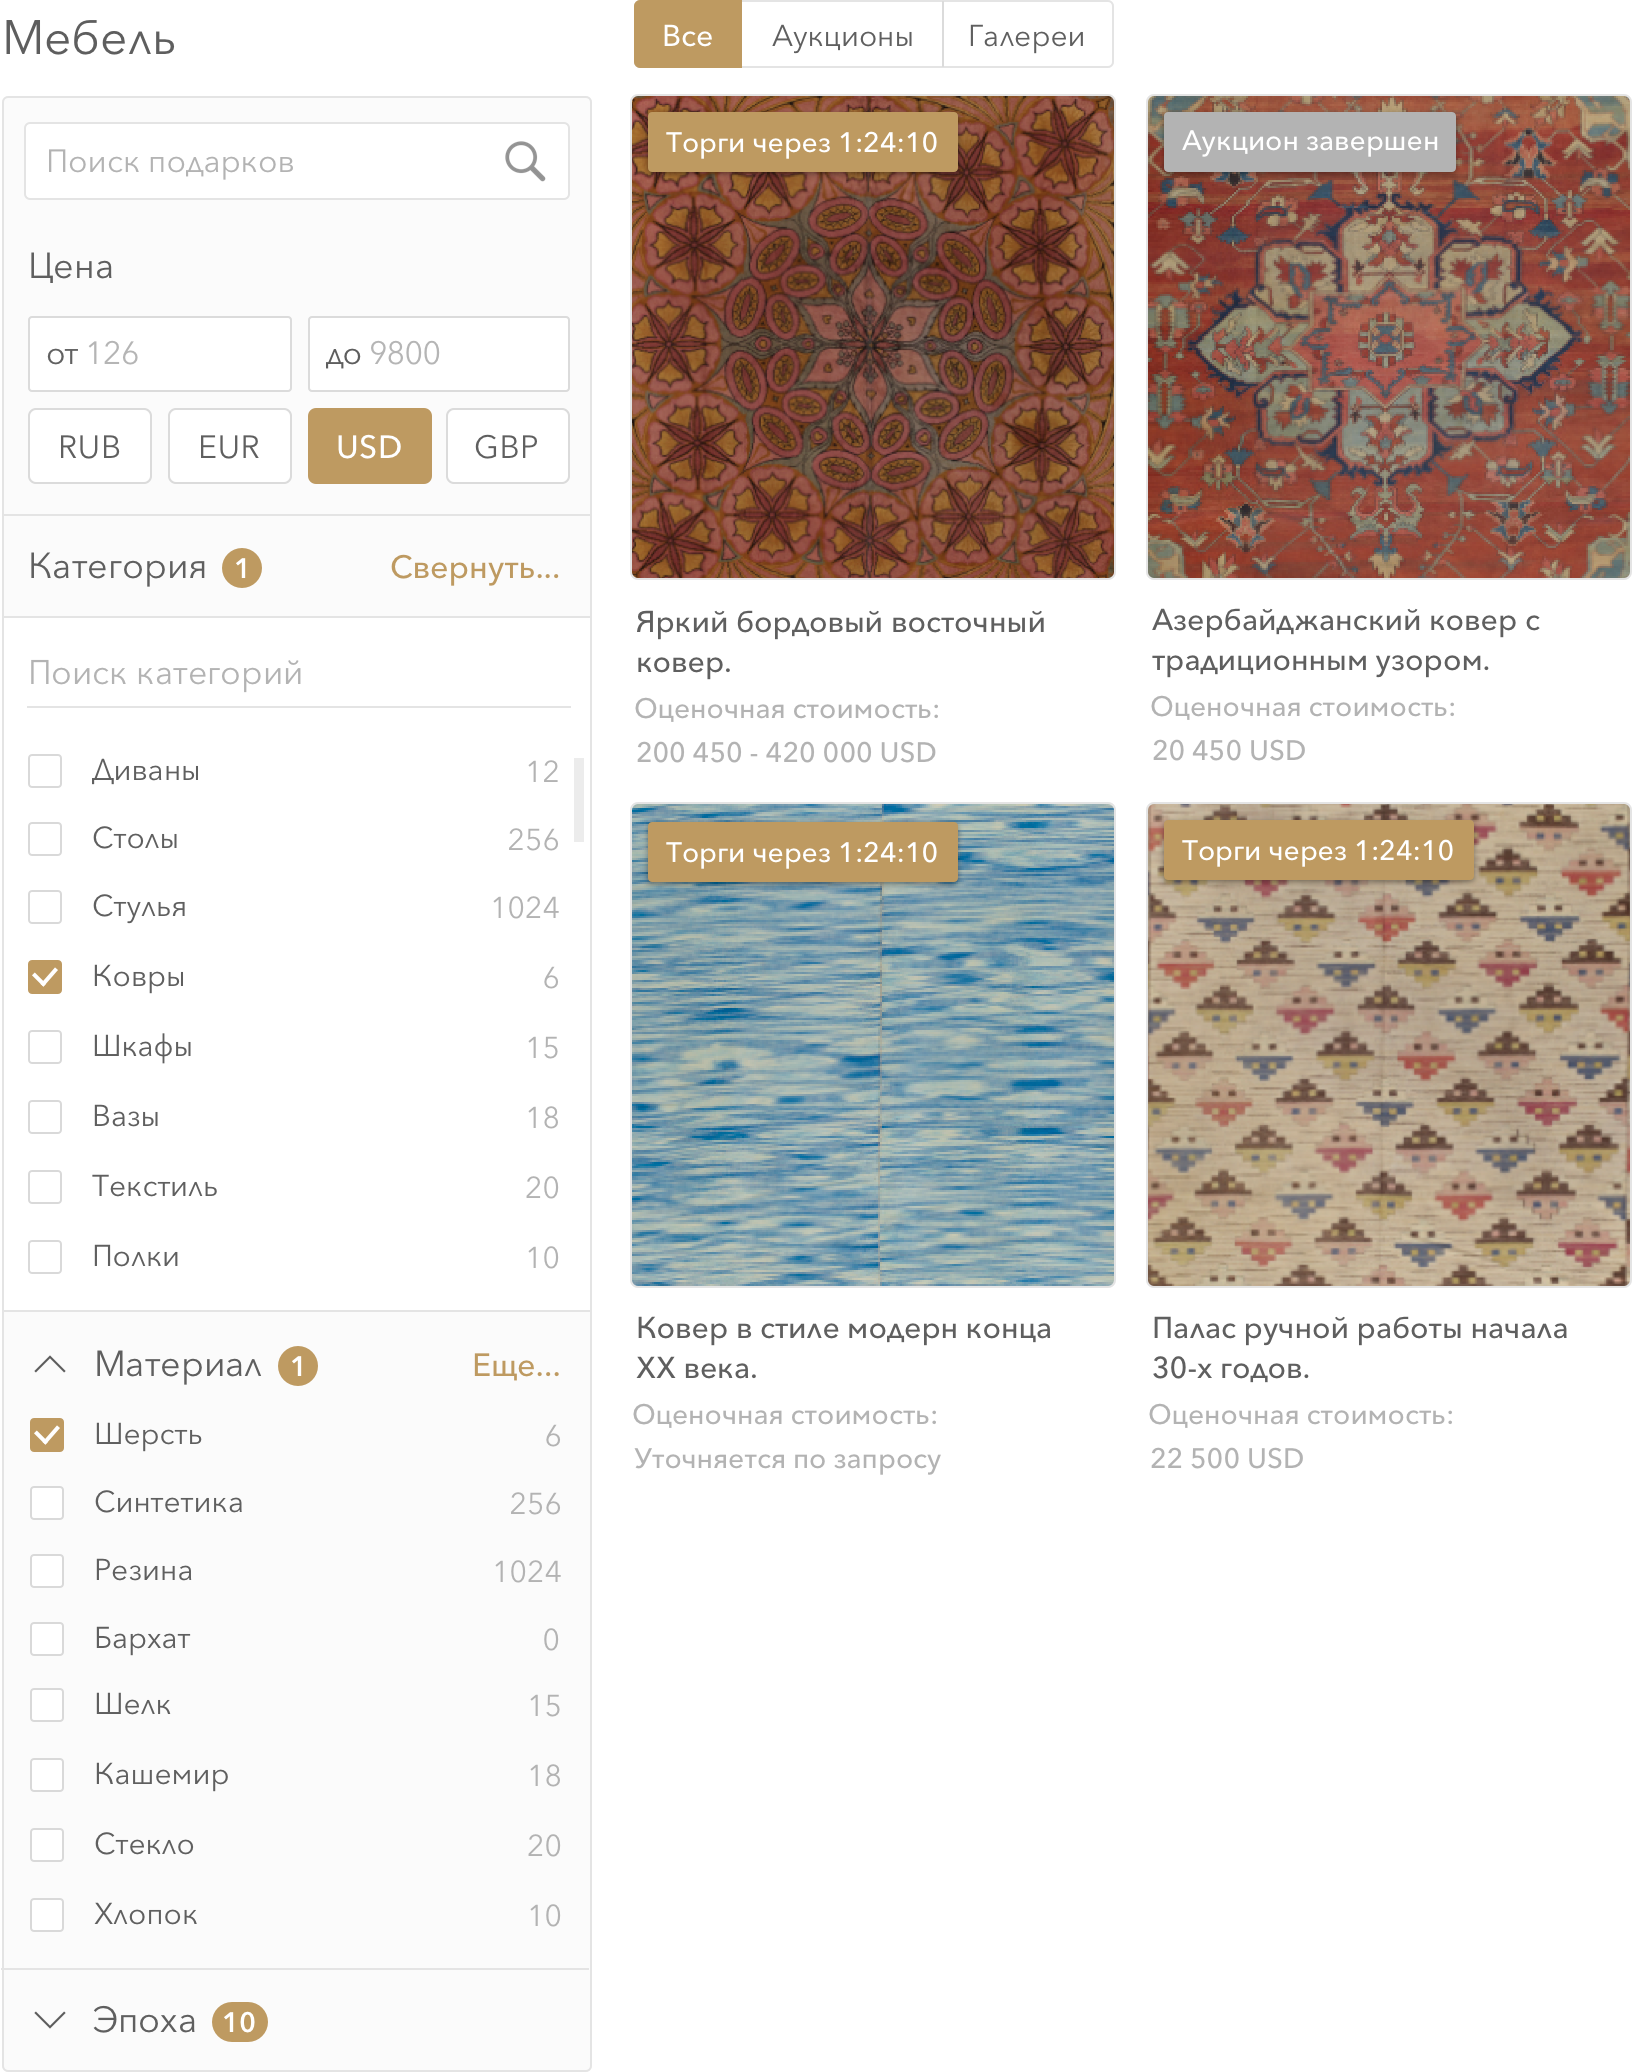 Мебель
Все
Аукционы
Галереи
Поиск подарков
Цена
от 126
до 9800
RUB
EUR
USD
GBP
Категория 1
Свернуть...
Поиск категорий
Диваны 12
Столы 256
Стулья 1024
Ковры 6
Шкафы 15
Вазы 18
Текстиль 20
Полки 10
Материал 1
Еще...
Шерсть 6
Синтетика 256
Резина 1024
Бархат 0
Шелк 15
Кашемир 18
Стекло 20
Хлопок 10
Эпоха 10
Торги через 1:24:10
Яркий бордовый восточный
ковер.
Оценочная стоимость:
200 450 - 420 000 USD
Аукцион завершен
Азербайджанский ковер с
традиционным узором.
Оценочная стоимость:
20 450 USD
Торги через 1:24:10
Ковер в стиле модерн конца
XX века.
Оценочная стоимость:
Уточняется по запросу
Торги через 1:24:10
Палас ручной работы начала
30-х годов.
Оценочная стоимость:
22 500 USD